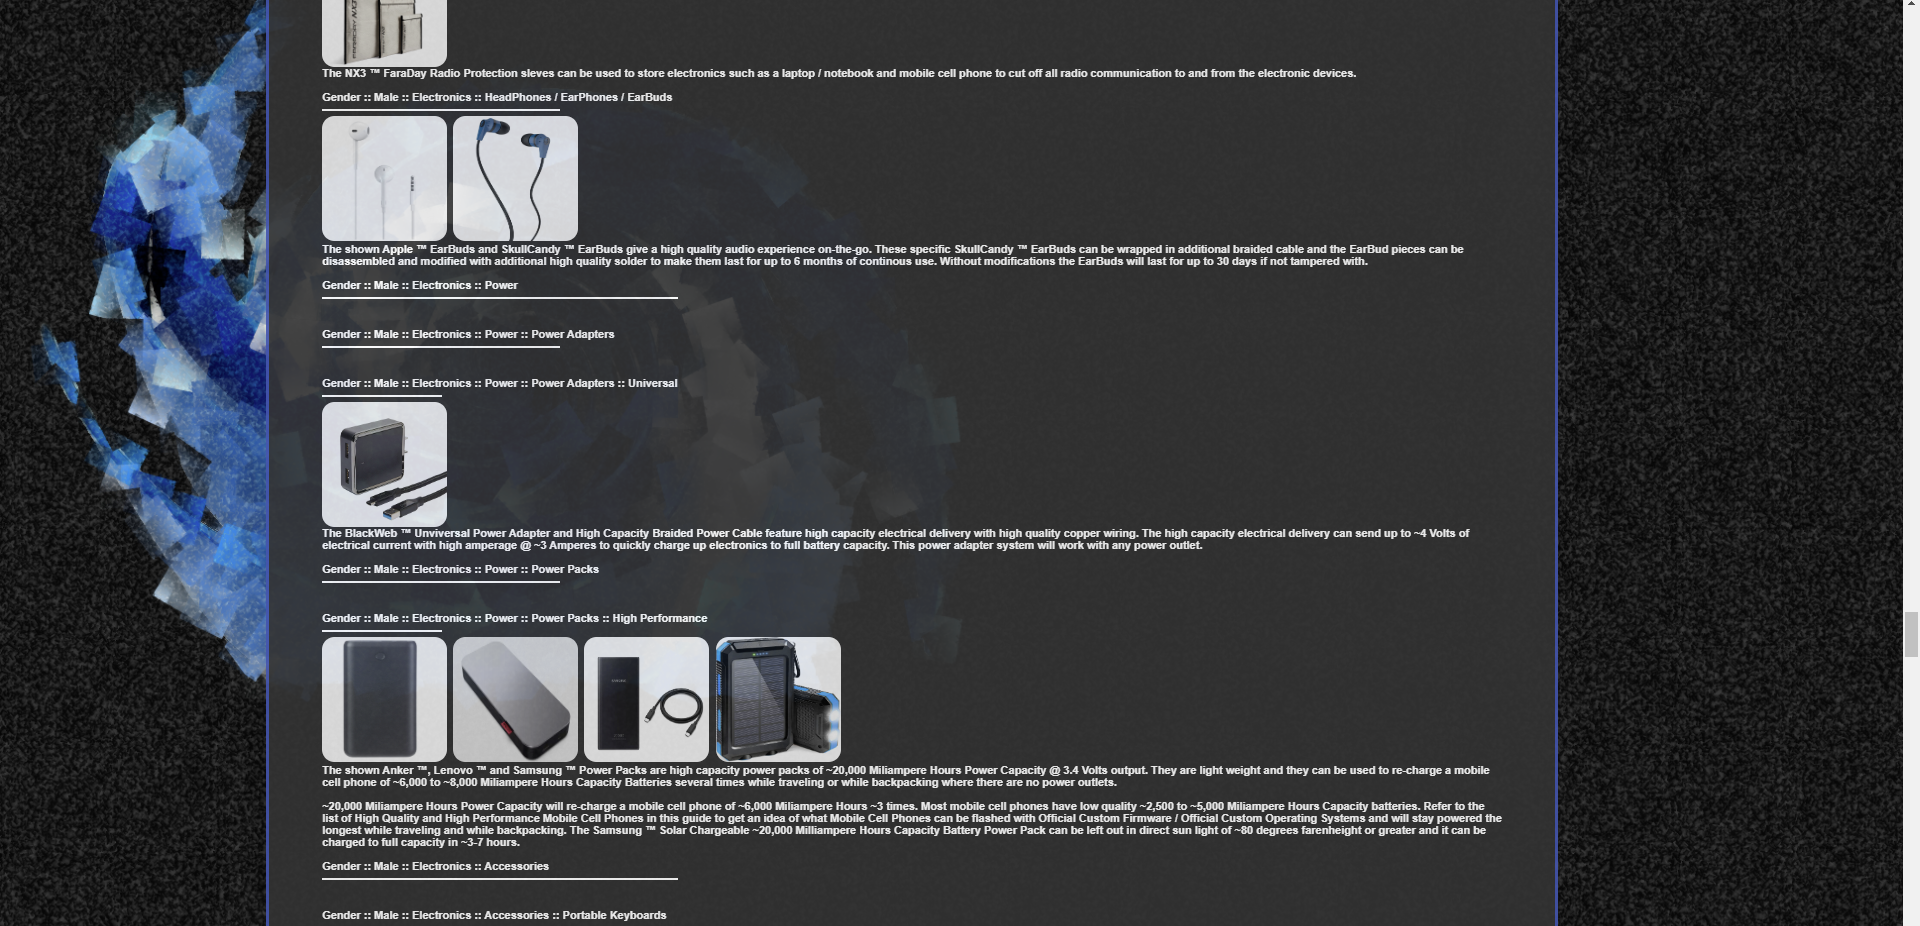 The NX3 ™ FaraDay Radio Protection sleves can be used to store electronics such as a laptop / notebook and mobile cell phone to cut off all radio communication to and from the electronic devices.
Gender :: Male :: Electronics :: HeadPhones / EarPhones / EarBuds
The shown Apple ™ EarBuds and SkullCandy ™ EarBuds give a high quality audio experience on-the-go. These specific SkullCandy ™ EarBuds can be wrapped in additional braided cable and the EarBud pieces can be
disassembled and modified with additional high quality solder to make them last for up to 6 months of continous use. Without modifications the EarBuds will last for up to 30 days if not tampered with.
Gender :: Male :: Electronics :: Power
Gender :: Male :: Electronics :: Power :: Power Adapters
Gender :: Male :: Electronics :: Power :: Power Adapters :: Universal
The BlackWeb ™ Unviversal Power Adapter and High Capacity Braided Power Cable feature high capacity electrical delivery with high quality copper wiring. The high capacity electrical delivery can send up to ~4 Volts of
electrical current with high amperage @ ~3 Amperes to quickly charge up electronics to full battery capacity. This power adapter system will work with any power outlet.
Gender :: Male :: Electronics :: Power :: Power Packs
Gender :: Male :: Electronics :: Power :: Power Packs :: High Performance
The shown Anker ™, Lenovo ™ and Samsung ™ Power Packs are high capacity power packs of ~20,000 Miliampere Hours Power Capacity @ 3.4 Volts output. They are light weight and they can be used to re-charge a mobile
cell phone of ~6,000 to ~8,000 Miliampere Hours Capacity Batteries several times while traveling or while backpacking where there are no power outlets.
~20,000 Miliampere Hours Power Capacity will re-charge a mobile cell phone of ~6,000 Miliampere Hours ~3 times. Most mobile cell phones have low quality ~2,500 to ~5,000 Miliampere Hours Capacity batteries. Refer to the
list of High Quality and High Performance Mobile Cell Phones in this guide to get an idea of what Mobile Cell Phones can be flashed with Official Custom Firmware / Official Custom Operating Systems and will stay powered the
longest while traveling and while backpacking. The Samsung ™ Solar Chargeable ~20,000 Milliampere Hours Capacity Battery Power Pack can be left out in direct sun light of ~80 degrees farenheight or greater and it can be
charged to full capacity in ~3-7 hours.
Gender :: Male :: Electronics :: Accessories
Gender :: Male :: Electronics :: Accessories :: Portable Keyboards